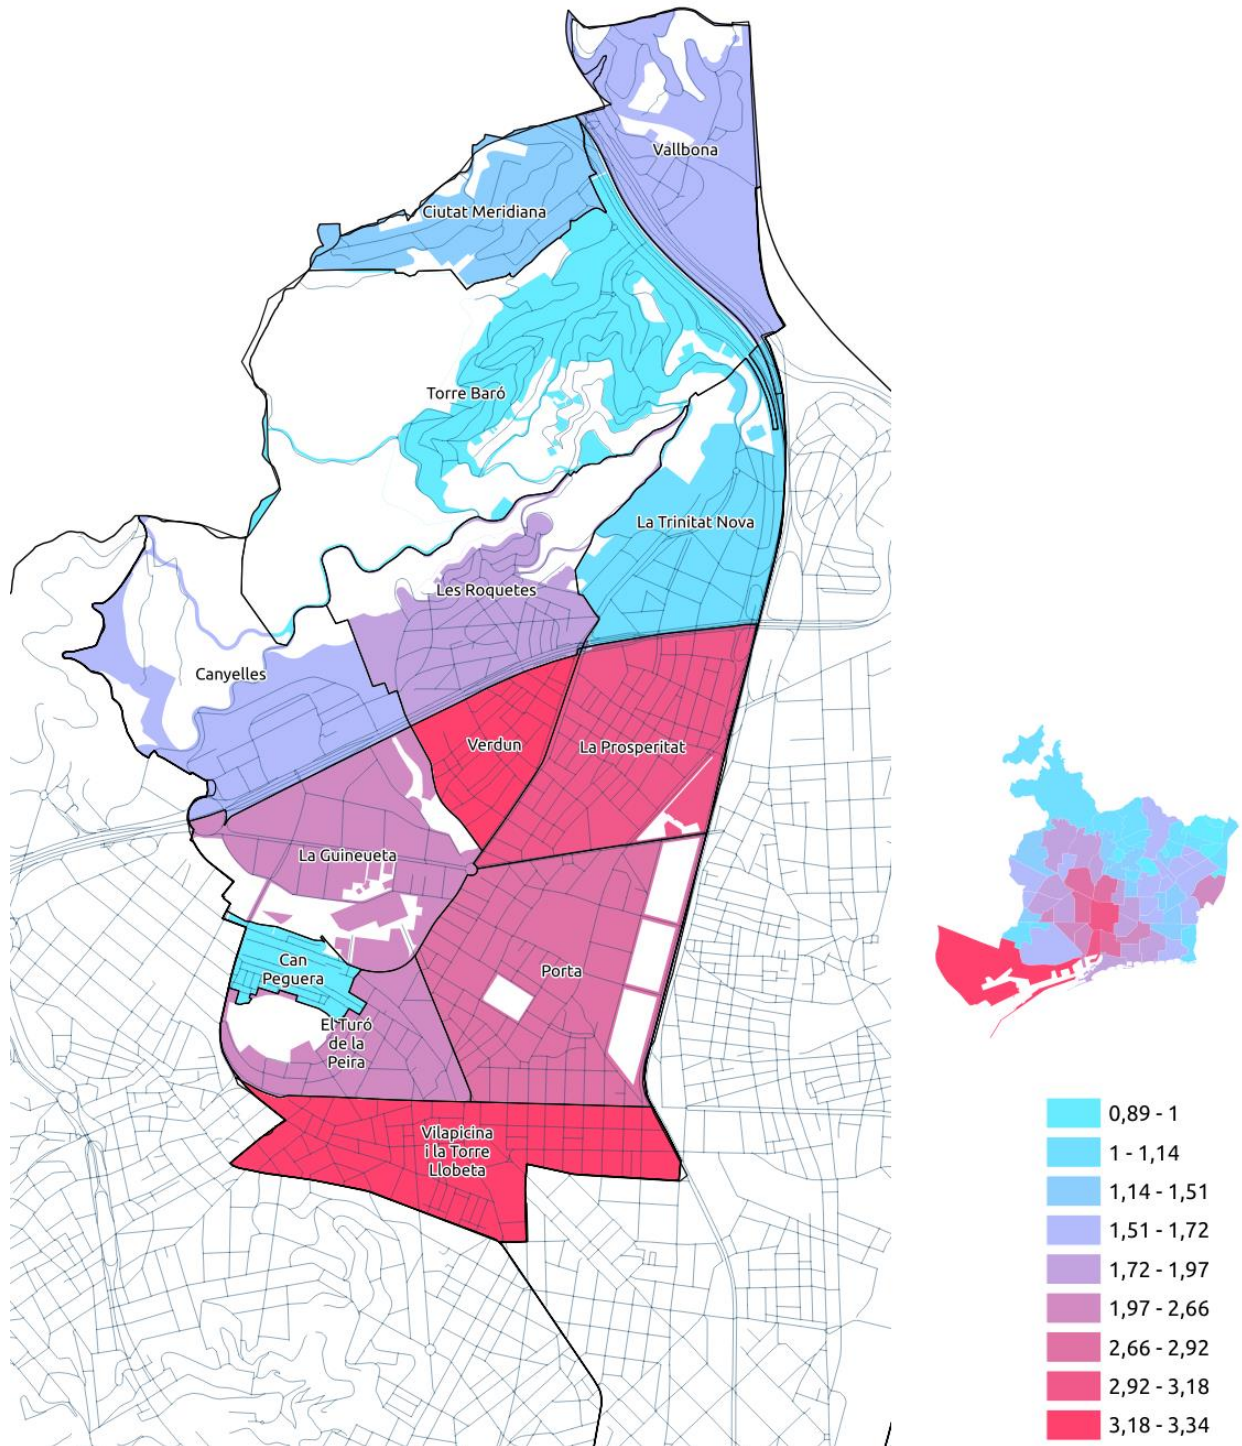 Vallbona
Ciutat Meridiana
Torre Baró
La Trinitat Nova
Les Roquetes
Canyelles
Verdun
La Prosperitat
La Guineueta
Can
Peguera
Porta
El Turó
de la
Peira
Vilapicina
i la Torre
Llobeta
0,89 - 1
1 - 1,14
1,14 - 1,51
1,51 - 1,72
1,72 - 1,97
1,97 - 2,66
2,66 - 2,92
2,92 - 3,18
3,18 - 3,34